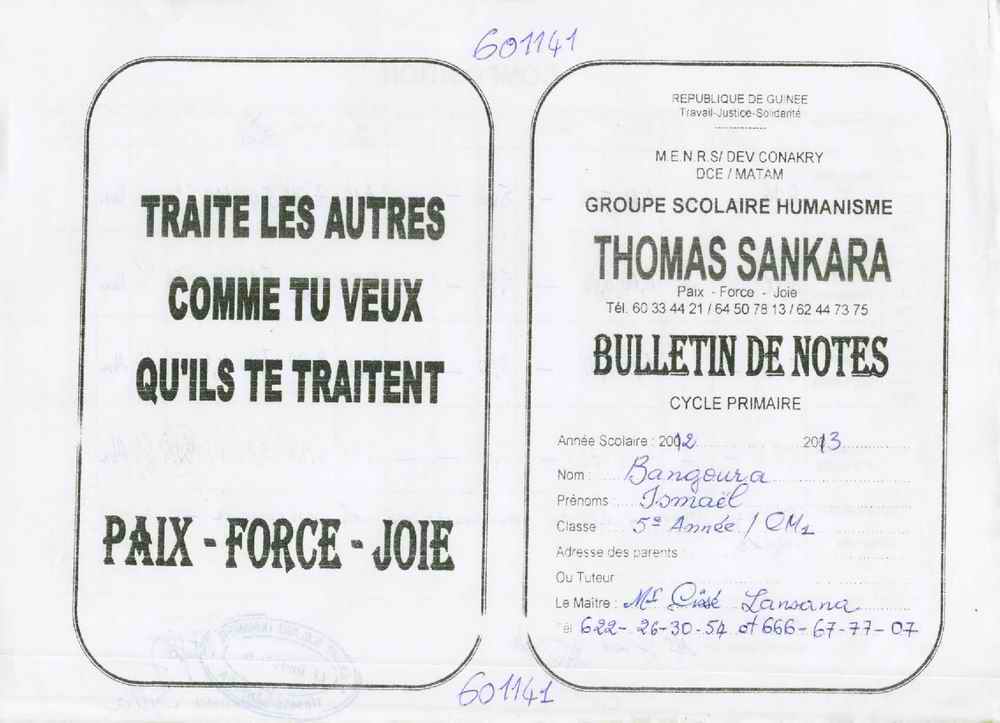 601141
TRAITE LES AUTRES
COMME TU VEUX
QU'ILS TE TRAITENT
PAIX - FORCE - JOIE
REPUBLIQUE DE GUINEE
Travail-Justice-Solidarité
M.E.N.R.S/ DEV CONAKRY
DCE / MATAM
GROUPE SCOLAIRE HUMANISME
THOMAS SANKARA
Paix - Force - Joie
Tél. 60 33 44 21 / 64 50 78 13 / 62 44 73 75
BULLETIN DE NOTES
CYCLE PRIMAIRE
Année Scolaire : 2012 2013
Nom : Bangoura
Prénoms Ismaël
Classe 5e Année / CM1
Adresse des parents :
Ou Tuteur
Le Maître : Mr Cissé Lansana
Tél 622-26-30-54 et 666-67-77-07
601141